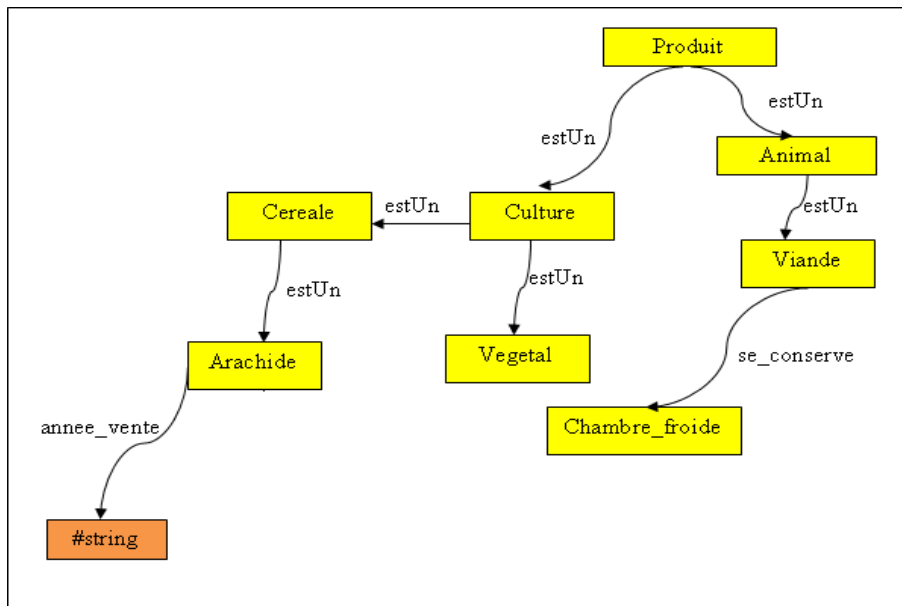 Produit
estUn
estUn
Animal
Cereale
estUn
Culture
estUn
Viande
estUn
estUn
Arachide
Vegetal
se_conserve
annee_vente
Chambre_froide
#string